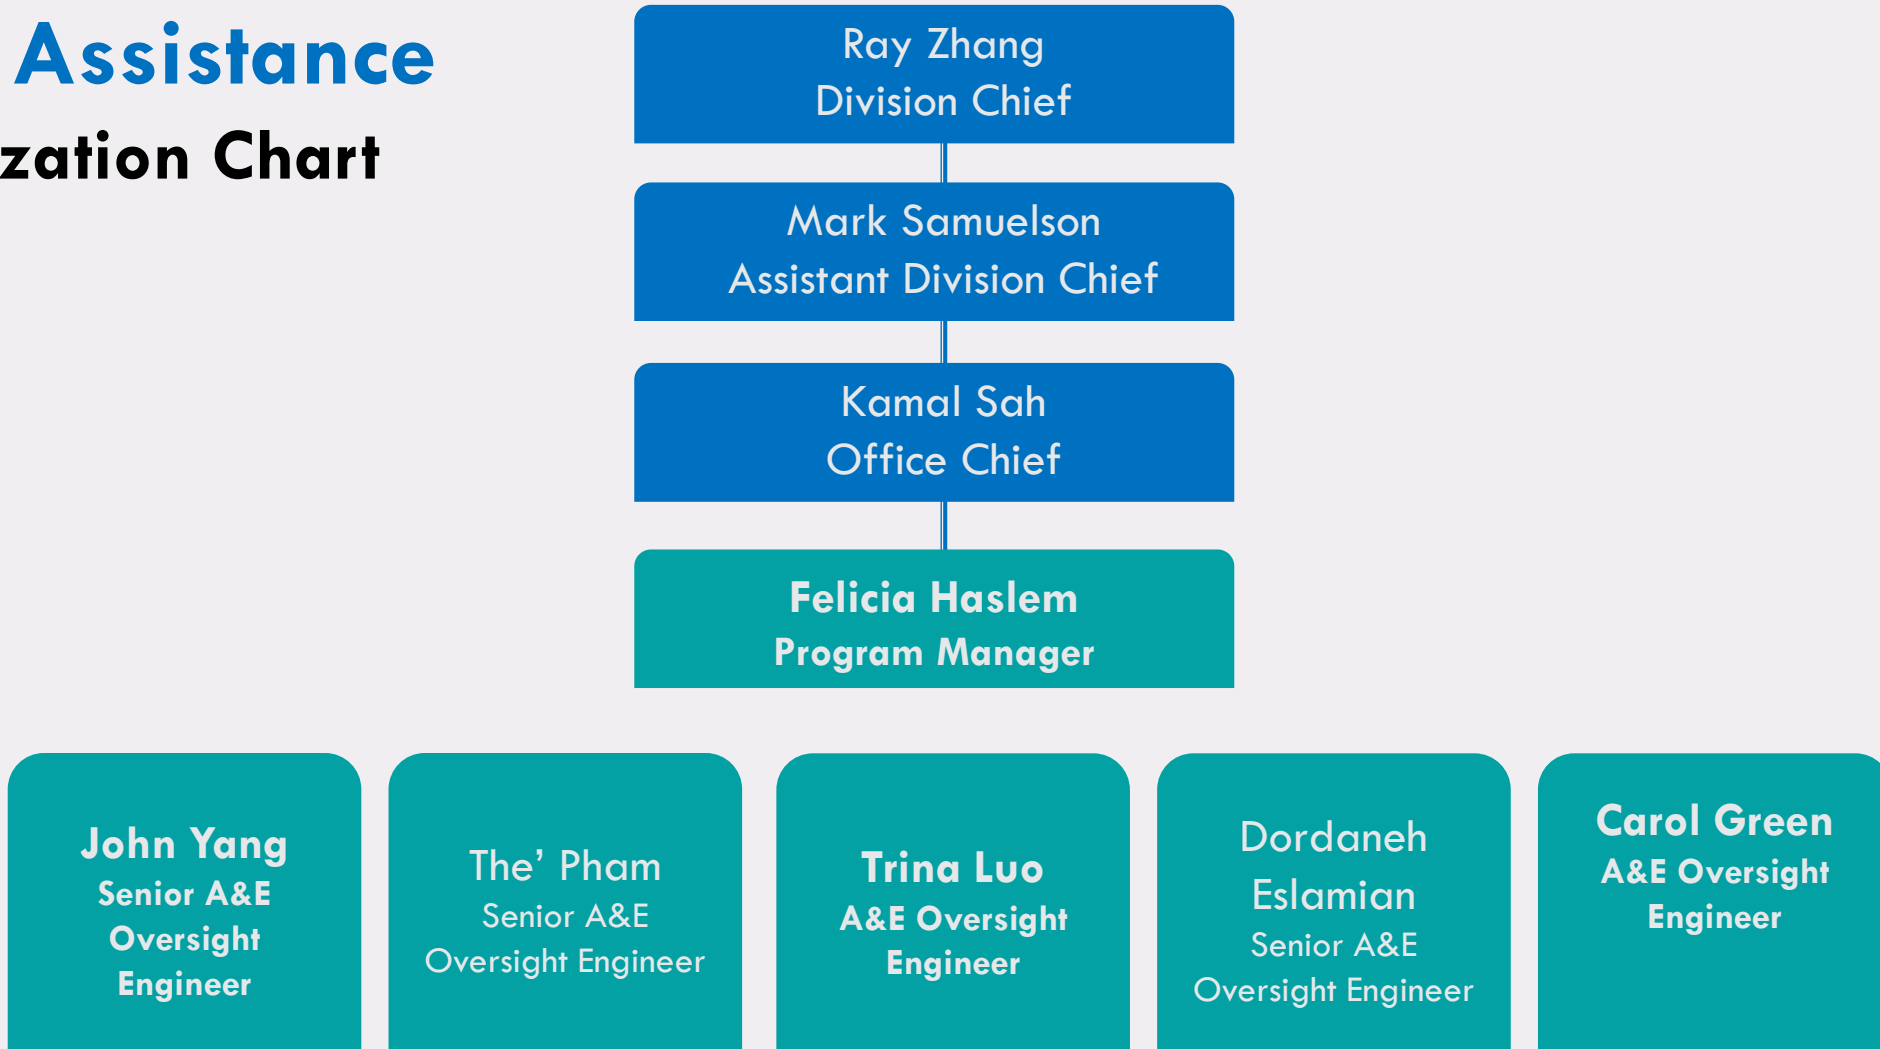 Assistance
zation Chart
Ray Zhang
Division Chief
Mark Samuelson
Assistant Division Chief
Kamal Sah
Office Chief
Felicia Haslem
Program Manager
John Yang
Senior A&E
Oversight
Engineer
The’ Pham
Senior A&E
Oversight Engineer
Trina Luo
A&E Oversight
Engineer
Dordaneh
Eslamian
Senior A&E
Oversight Engineer
Carol Green
A&E Oversight
Engineer